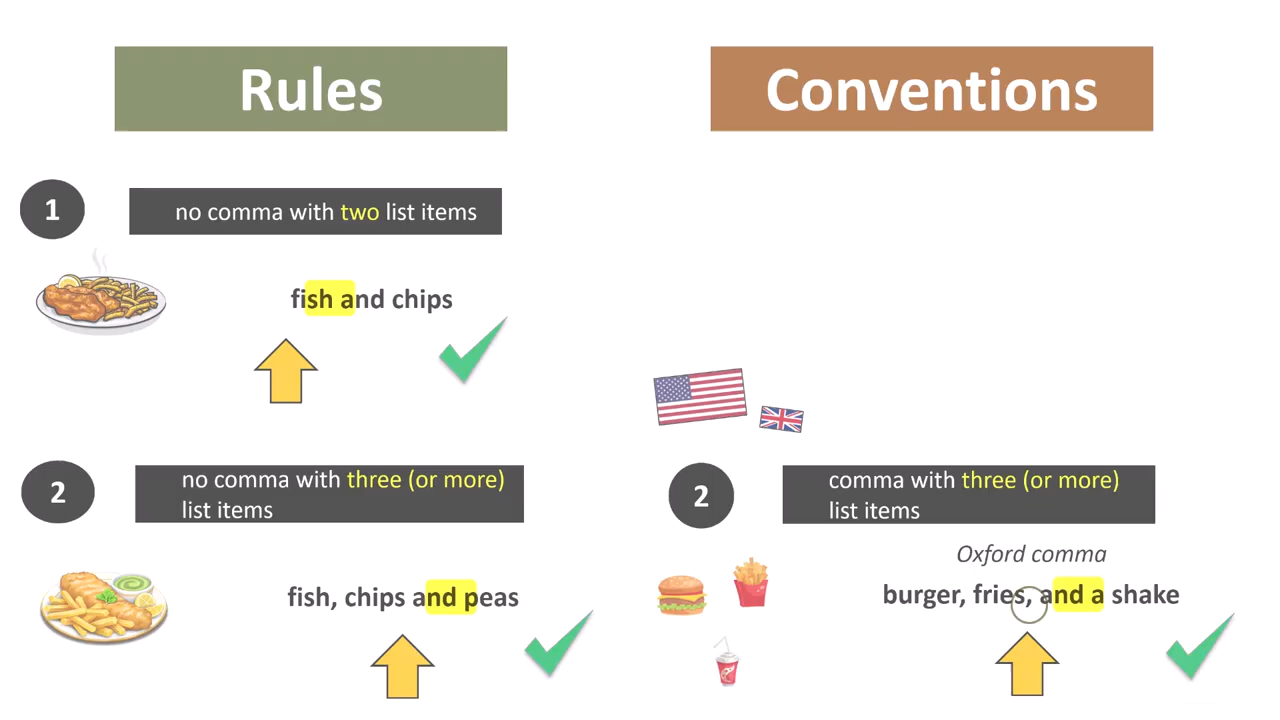 Rules
Conventions
1
no comma with two list items
fish and chips
2
no comma with three (or more)
list items
fish, chips and peas
2
comma with three (or more)
list items
Oxford comma
burger, fries, and a shake